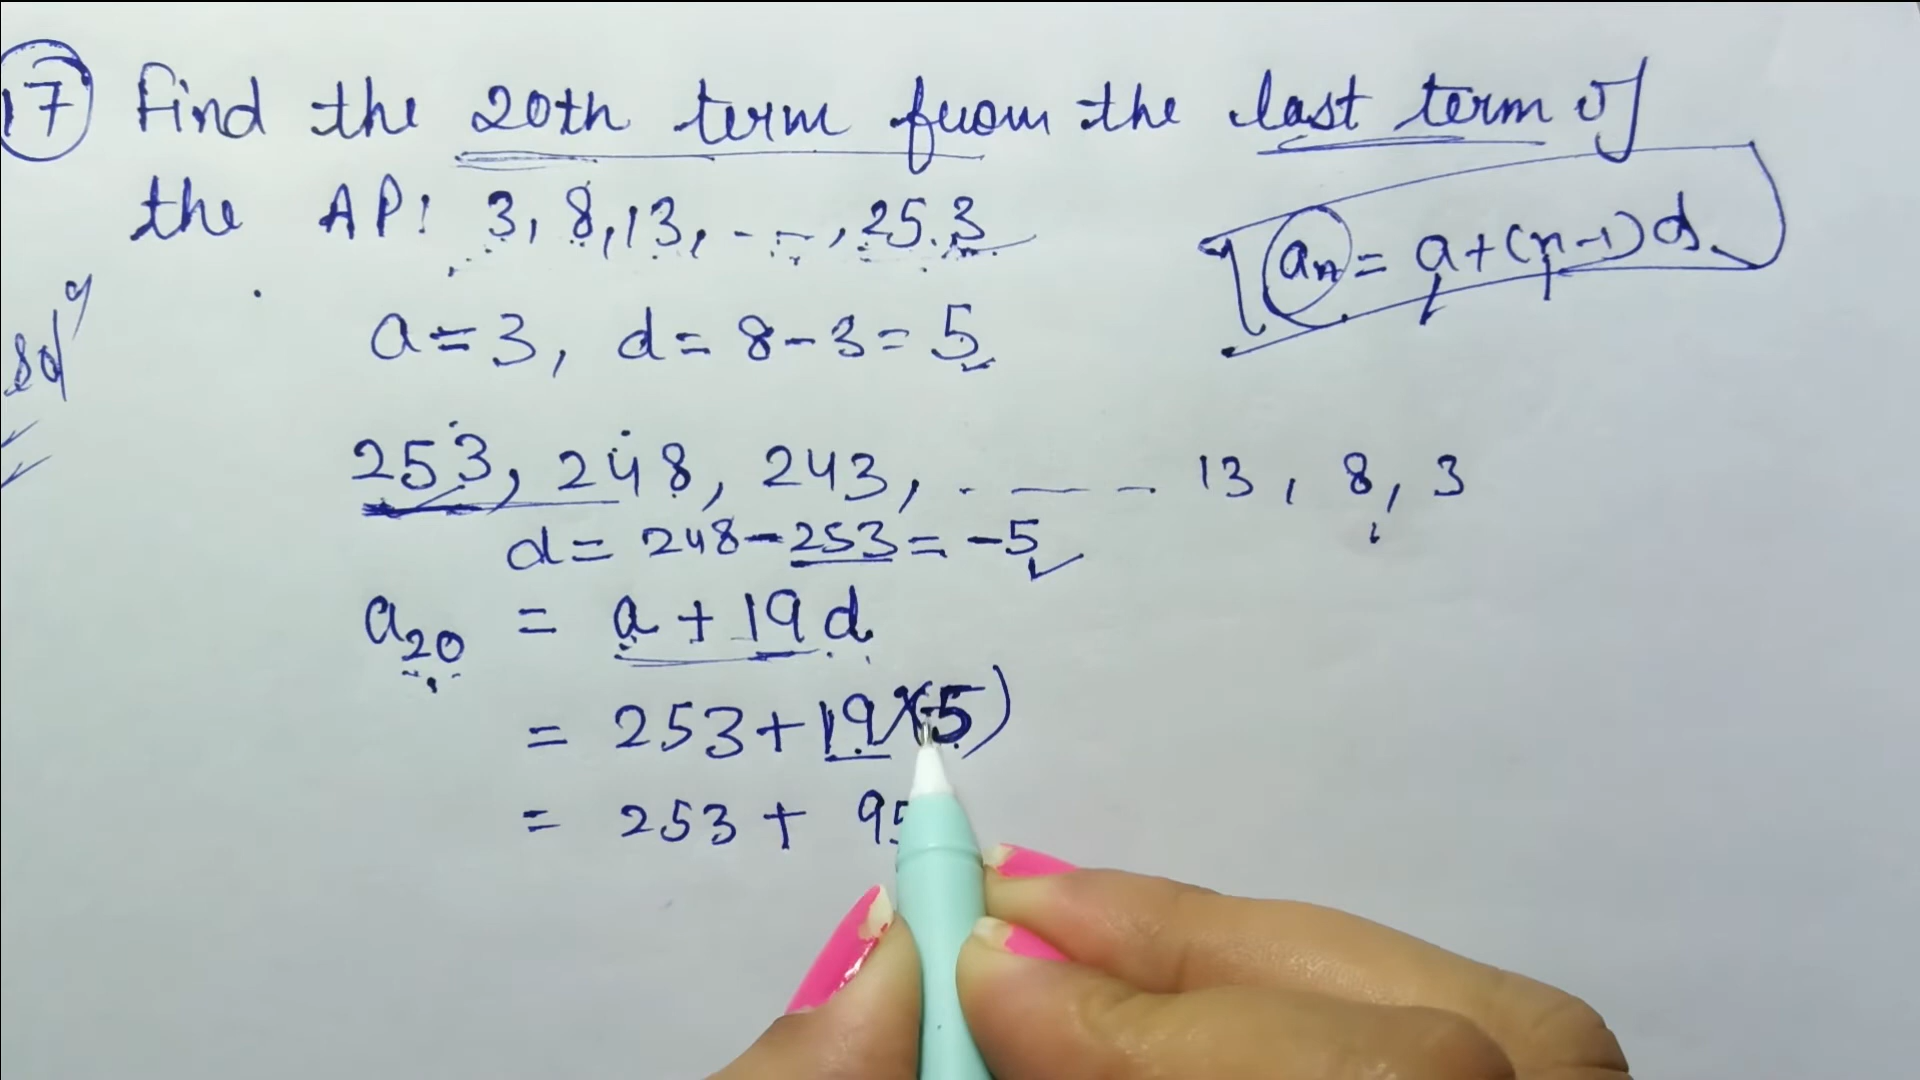 17 Find the 20th term from the last term of
the AP: 3, 8, 13, - - -, 253
an = a + (n-1)d.
Solⁿ
a = 3, d = 8 - 3 = 5
253, 248, 243, . — - 13, 8, 3
d = 248 - 253 = -5
a20 = a + 19d
= 253 + 19×(-5)
= 253 + 95